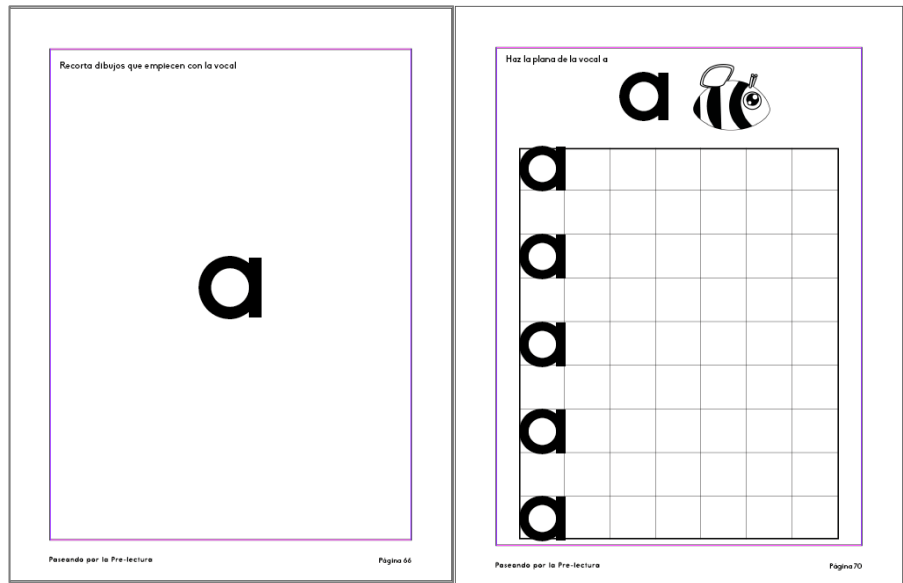 Recorta dibujos que empiecen con la vocal
a
Paseando por la Pre-lectura Página 66
Haz la plana de la vocal a
a
a
a
a
a
a
Paseando por la Pre-lectura Página 70